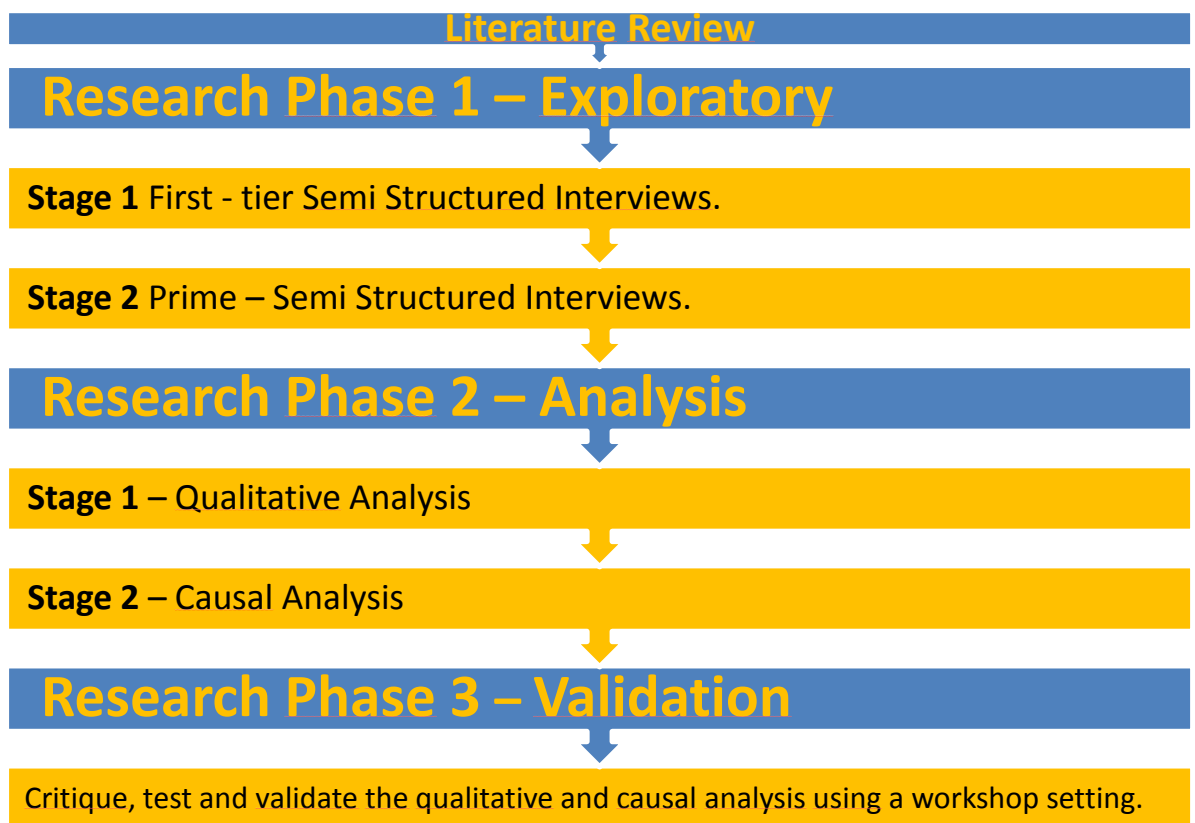 Literature Review
Research Phase 1 – Exploratory
Stage 1 First - tier Semi Structured Interviews.
Stage 2 Prime – Semi Structured Interviews.
Research Phase 2 – Analysis
Stage 1 – Qualitative Analysis
Stage 2 – Causal Analysis
Research Phase 3 – Validation
Critique, test and validate the qualitative and causal analysis using a workshop setting.